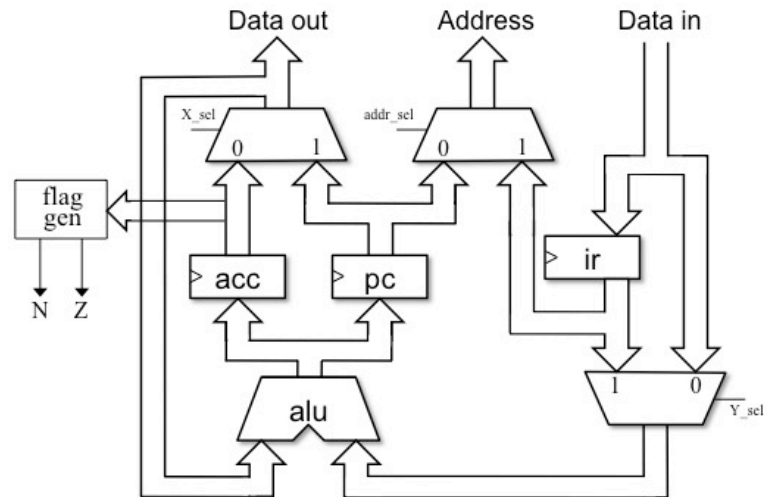 Data out
Address
Data in
X_sel
addr_sel
0
1
0
1
flag
gen
acc
pc
ir
N
Z
1
0
alu
Y_sel